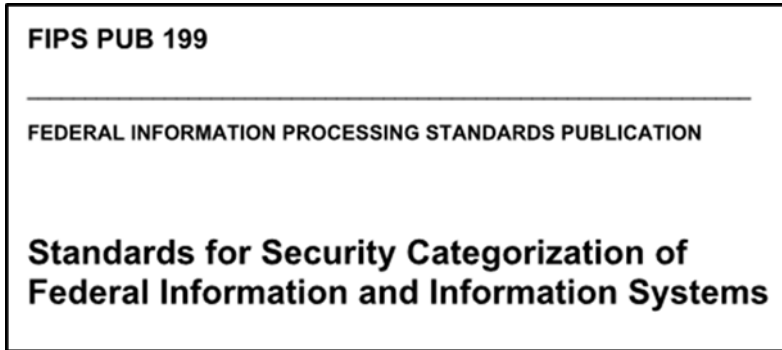 FIPS PUB 199
FEDERAL INFORMATION PROCESSING STANDARDS PUBLICATION
Standards for Security Categorization of
Federal Information and Information Systems